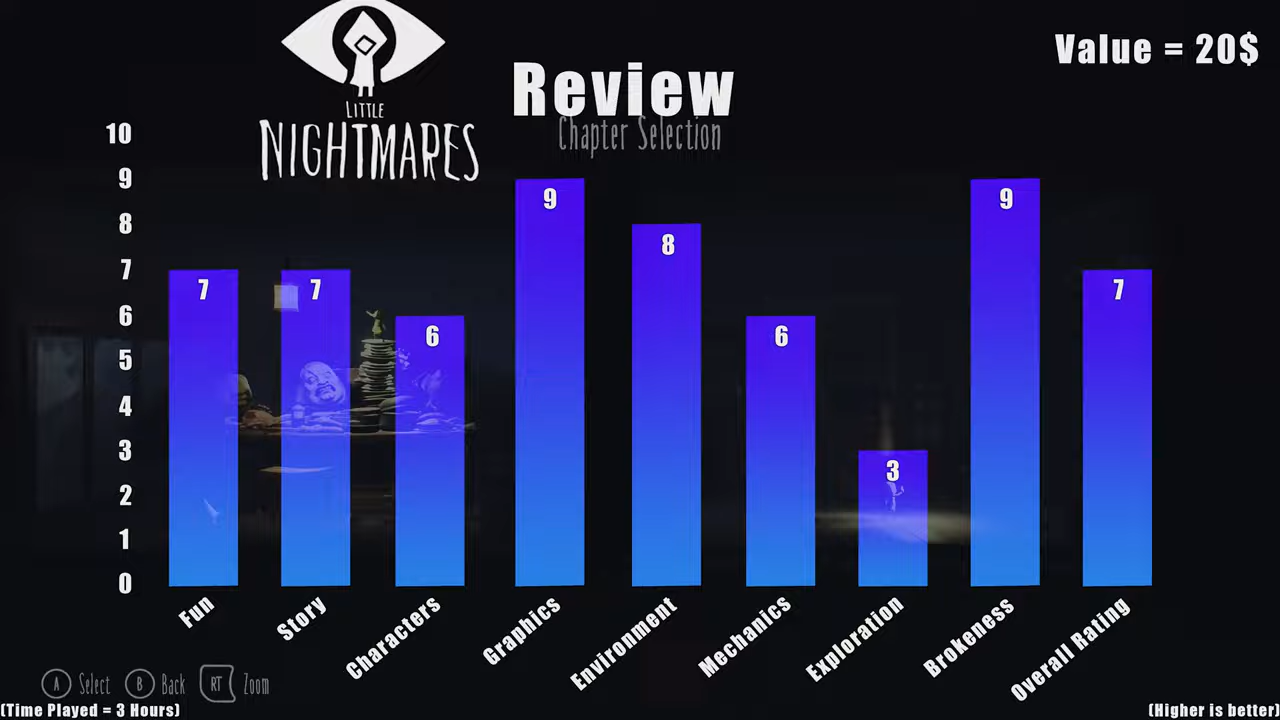 Value = 20$
Review
LITTLE
NIGHTMARES
Chapter Selection
10
9
8
7
6
5
4
3
2
1
0
7
7
6
9
8
6
3
9
7
Fun
Story
Characters
Graphics
Environment
Mechanics
Exploration
Brokeness
Overall Rating
A Select B Back RT Zoom
(Time Played = 3 Hours)
(Higher is better)